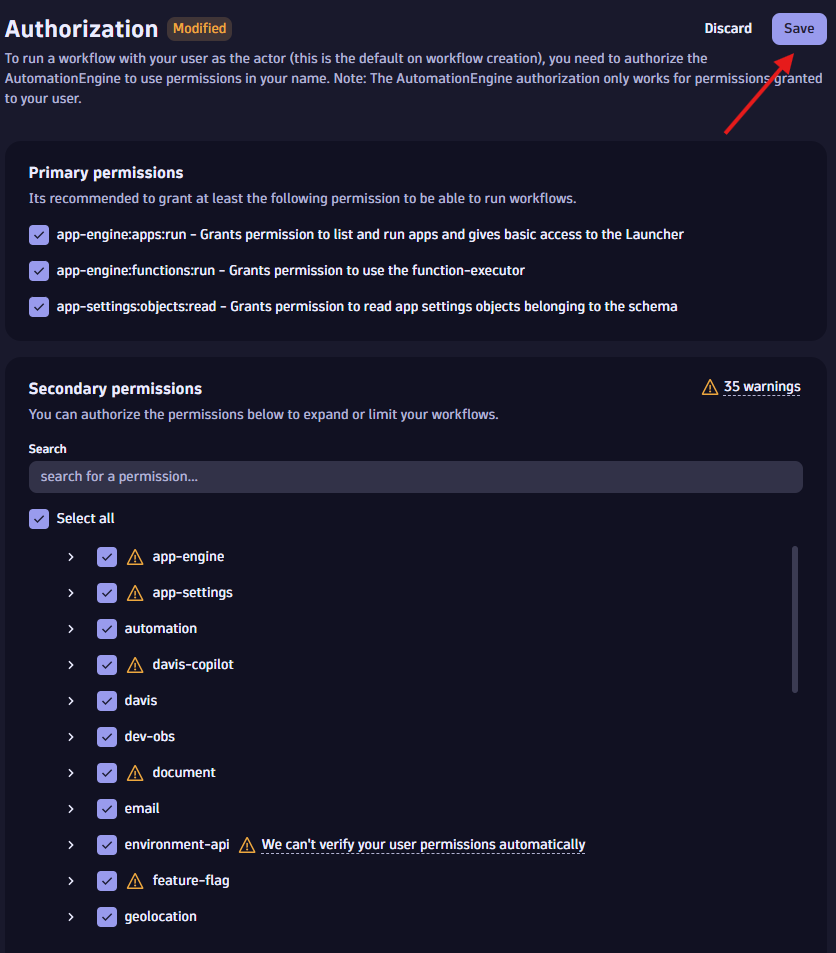 Authorization Modified Discard Save
To run a workflow with your user as the actor (this is the default on workflow creation), you need to authorize the
AutomationEngine to use permissions in your name. Note: The AutomationEngine authorization only works for permissions granted
to your user.
Primary permissions
Its recommended to grant at least the following permission to be able to run workflows.
app-engine:apps:run - Grants permission to list and run apps and gives basic access to the Launcher
app-engine:functions:run - Grants permission to use the function-executor
app-settings:objects:read - Grants permission to read app settings objects belonging to the schema
Secondary permissions 35 warnings
You can authorize the permissions below to expand or limit your workflows.
Search
search for a permission...
Select all
app-engine
app-settings
automation
davis-copilot
davis
dev-obs
document
email
environment-api We can't verify your user permissions automatically
feature-flag
geolocation